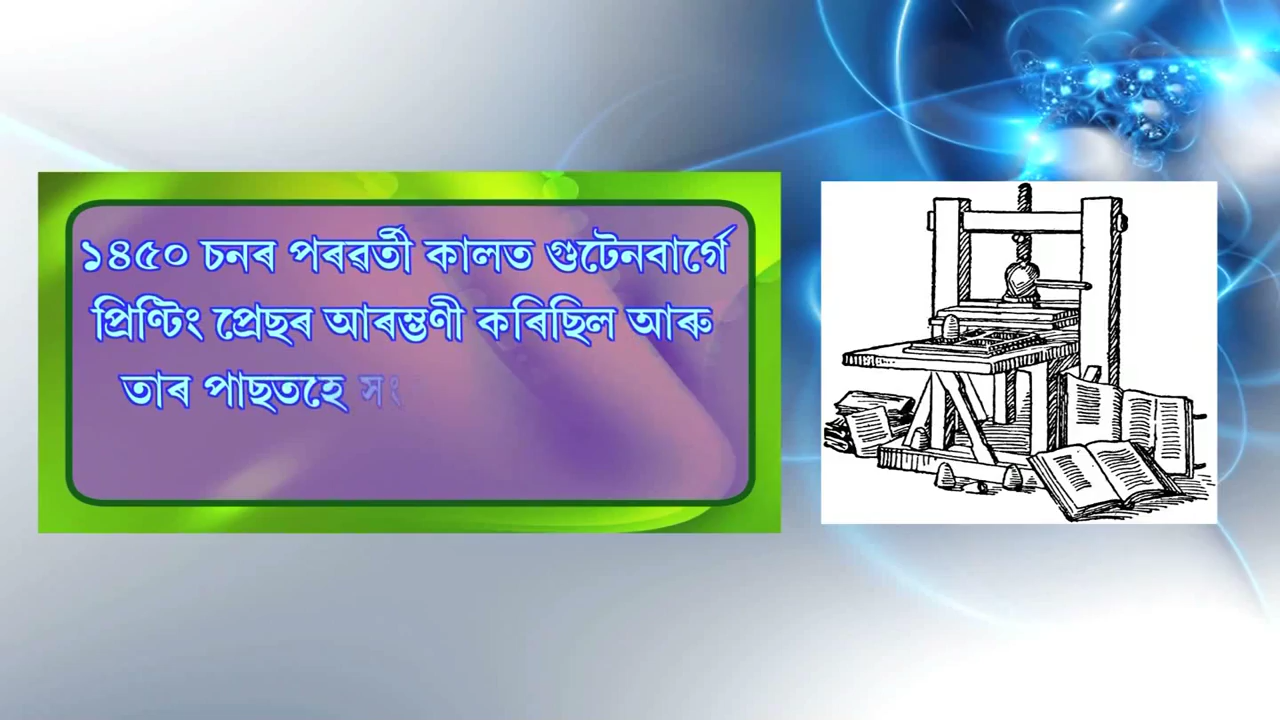 ১৪৫০ চনৰ পৰৱৰ্তী কালত গুটেনবাৰ্গে
প্ৰিণ্টিং প্ৰেছৰ আৰম্ভণী কৰিছিল আৰু
তাৰ পাছতহে